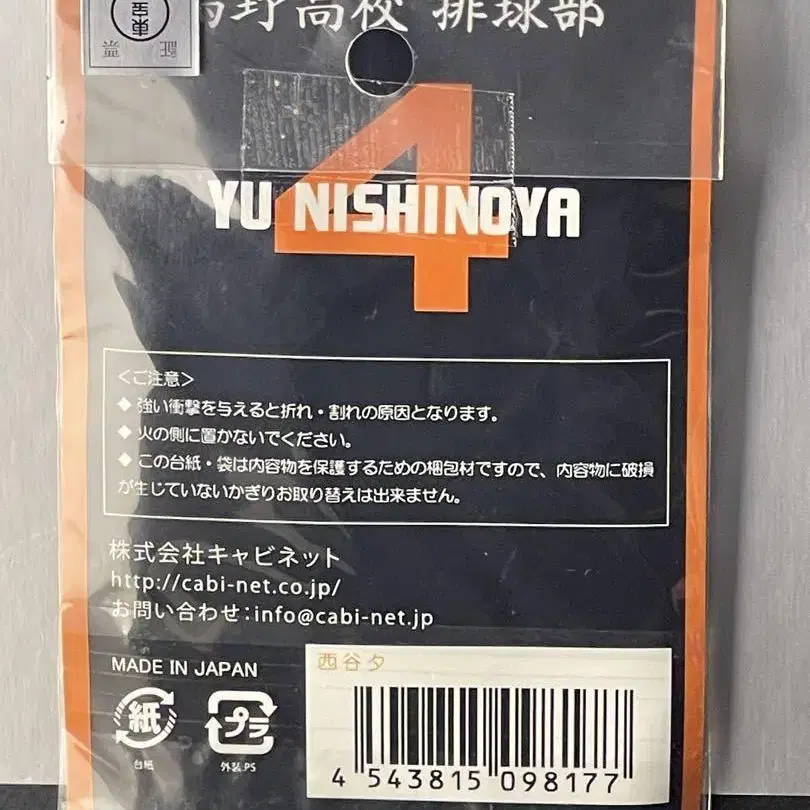 東宝
証票
烏野高校 排球部
4
YU NISHINOYA
＜ご注意＞
◆ 強い衝撃を与えると折れ・割れの原因となります。
◆ 火の側に置かないでください。
◆ この台紙・袋は内容物を保護するための梱包材ですので、内容物に破損
が生じていないかぎりお取り替えは出来ません。
株式会社キャビネット
http://cabi-net.co.jp/
お問い合わせ:info@cabi-net.jp
MADE IN JAPAN
紙
台紙
プラ
外装.PS
西谷夕
4 543815 098177